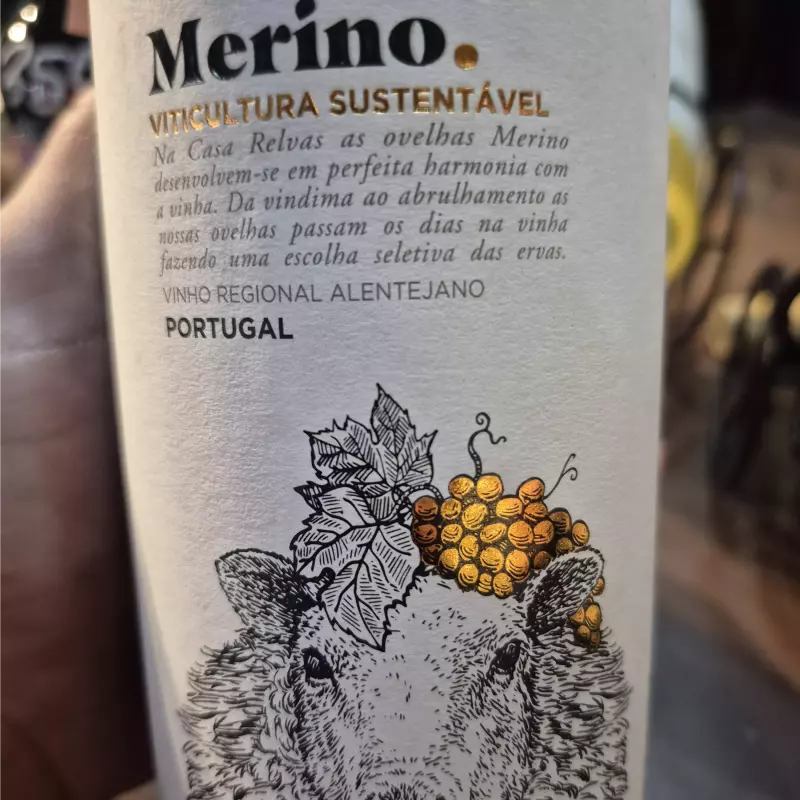 Merino.
VITICULTURA SUSTENTÁVEL
Na Casa Relvas as ovelhas Merino
desenvolvem-se em perfeita harmonia com
a vinha. Da vindima ao abrulhamento as
nossas ovelhas passam os dias na vinha
fazendo uma escolha seletiva das ervas.
VINHO REGIONAL ALENTEJANO
PORTUGAL